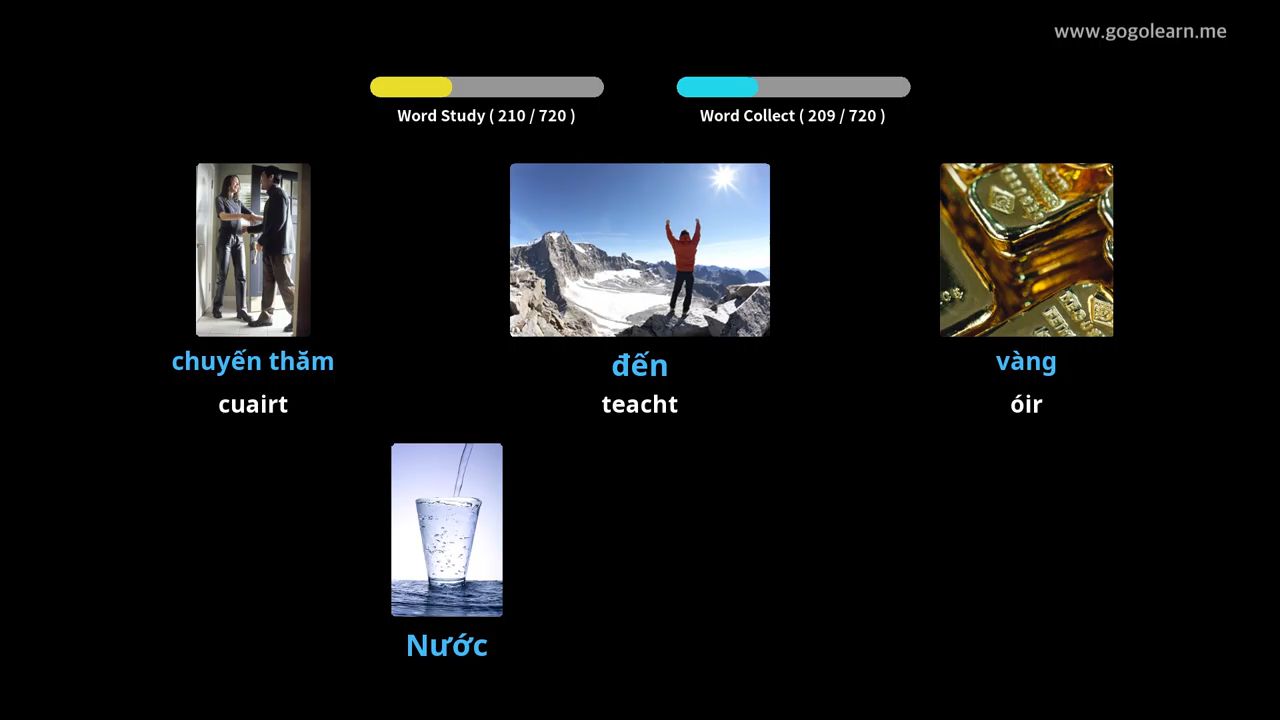 www.gogolearn.me
Word Study ( 210 / 720 )
Word Collect ( 209 / 720 )
chuyến thăm
đến
vàng
cuairt
teacht
óir
Nước